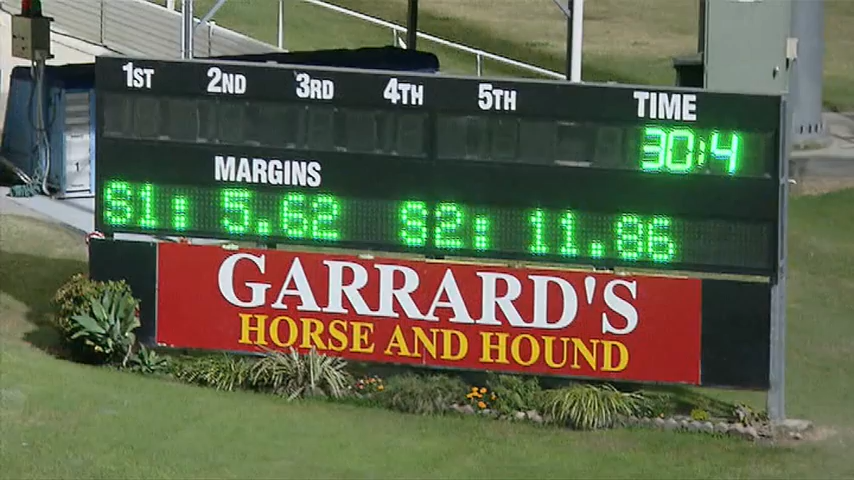 1ST 2ND 3RD 4TH 5TH TIME
30:4
MARGINS
S1: 5.62 S2: 11.86
GARRARD'S
HORSE AND HOUND